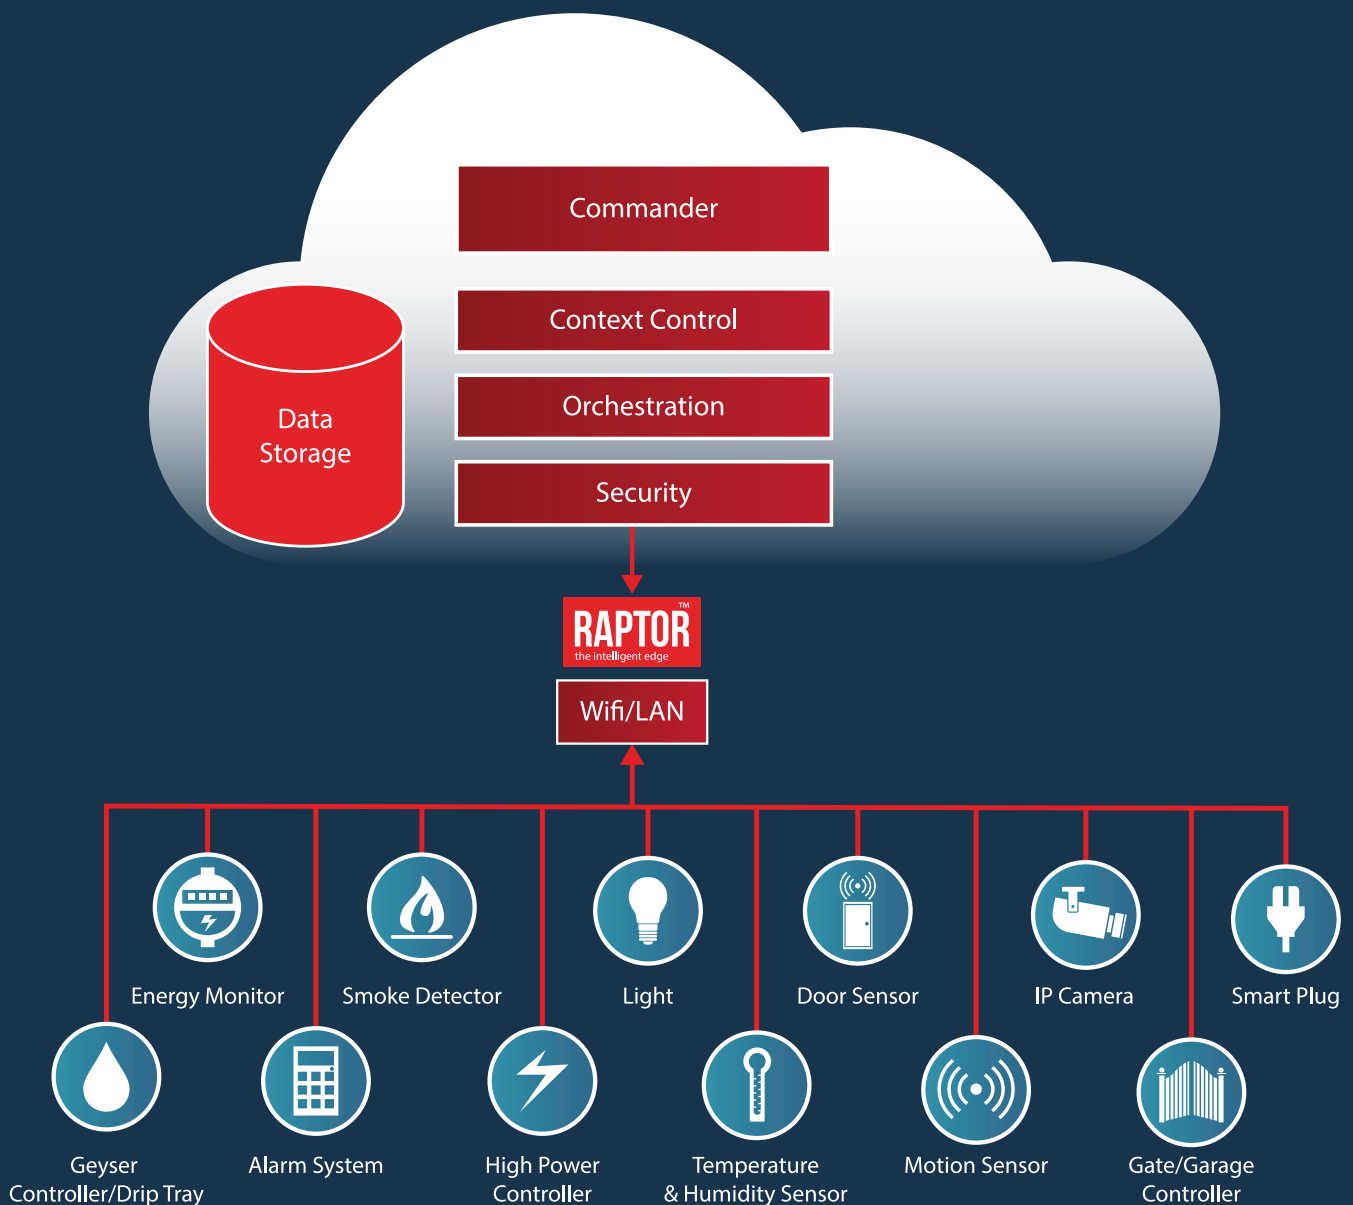 Commander
Context Control
Orchestration
Security
Data
Storage
RAPTOR™
the intelligent edge
Wifi/LAN
Energy Monitor
Smoke Detector
Light
Door Sensor
IP Camera
Smart Plug
Geyser
Controller/Drip Tray
Alarm System
High Power
Controller
Temperature
& Humidity Sensor
Motion Sensor
Gate/Garage
Controller